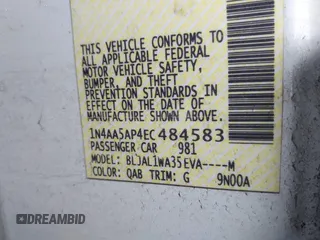 THIS VEHICLE CONFORMS TO
ALL APPLICABLE FEDERAL
MOTOR VEHICLE SAFETY,
BUMPER, AND THEFT
PREVENTION STANDARDS IN
EFFECT ON THE DATE OF
MANUFACTURE SHOWN ABOVE.
1N4AA5AP4EC484583
PASSENGER CAR 981
MODEL: BLJAL1WA35EVA----M
COLOR: QAB TRIM: G 9N00A
DREAMBID